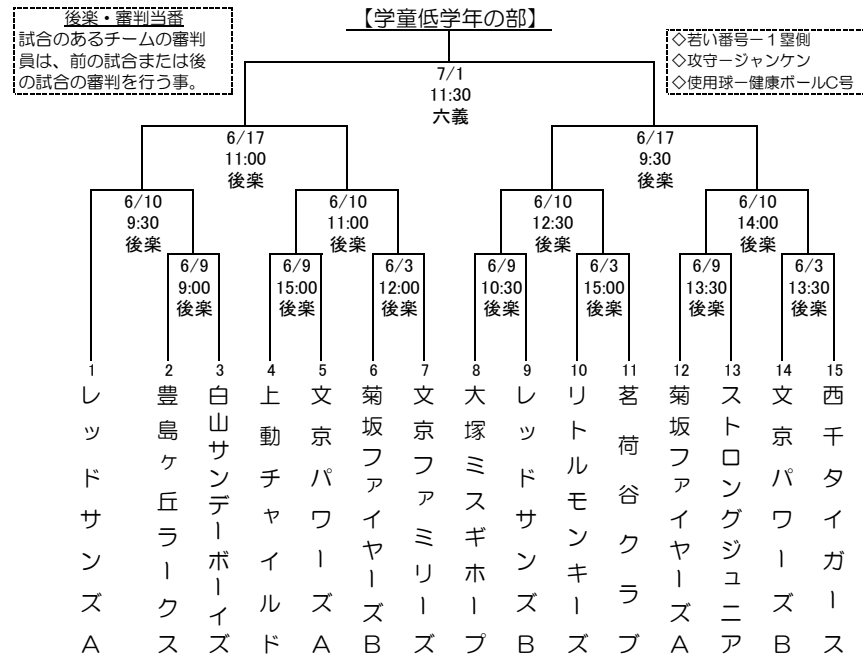 【学童低学年の部】
後楽・審判当番
試合のあるチームの審判
員は、前の試合または後
の試合の審判を行う事。
◇若い番号－１塁側
◇攻守－ジャンケン
◇使用球－健康ボールC号
7/1
11:30
六義
6/17
11:00
後楽
6/17
9:30
後楽
6/10
9:30
後楽
6/10
11:00
後楽
6/10
12:30
後楽
6/10
14:00
後楽
6/9
9:00
後楽
6/9
15:00
後楽
6/3
12:00
後楽
6/9
10:30
後楽
6/3
15:00
後楽
6/9
13:30
後楽
6/3
13:30
後楽
1
レッドサンズA
2
豊島ヶ丘ラークス
3
白山サンデーボーイズ
4
上動チャイルド
5
文京パワーズA
6
菊坂ファイヤーズB
7
文京ファミリーズ
8
大塚ミスギホープ
9
レッドサンズB
10
リトルモンキーズ
11
茗荷谷クラブ
12
菊坂ファイヤーズA
13
ストロングジュニア
14
文京パワーズB
15
西千タイガース